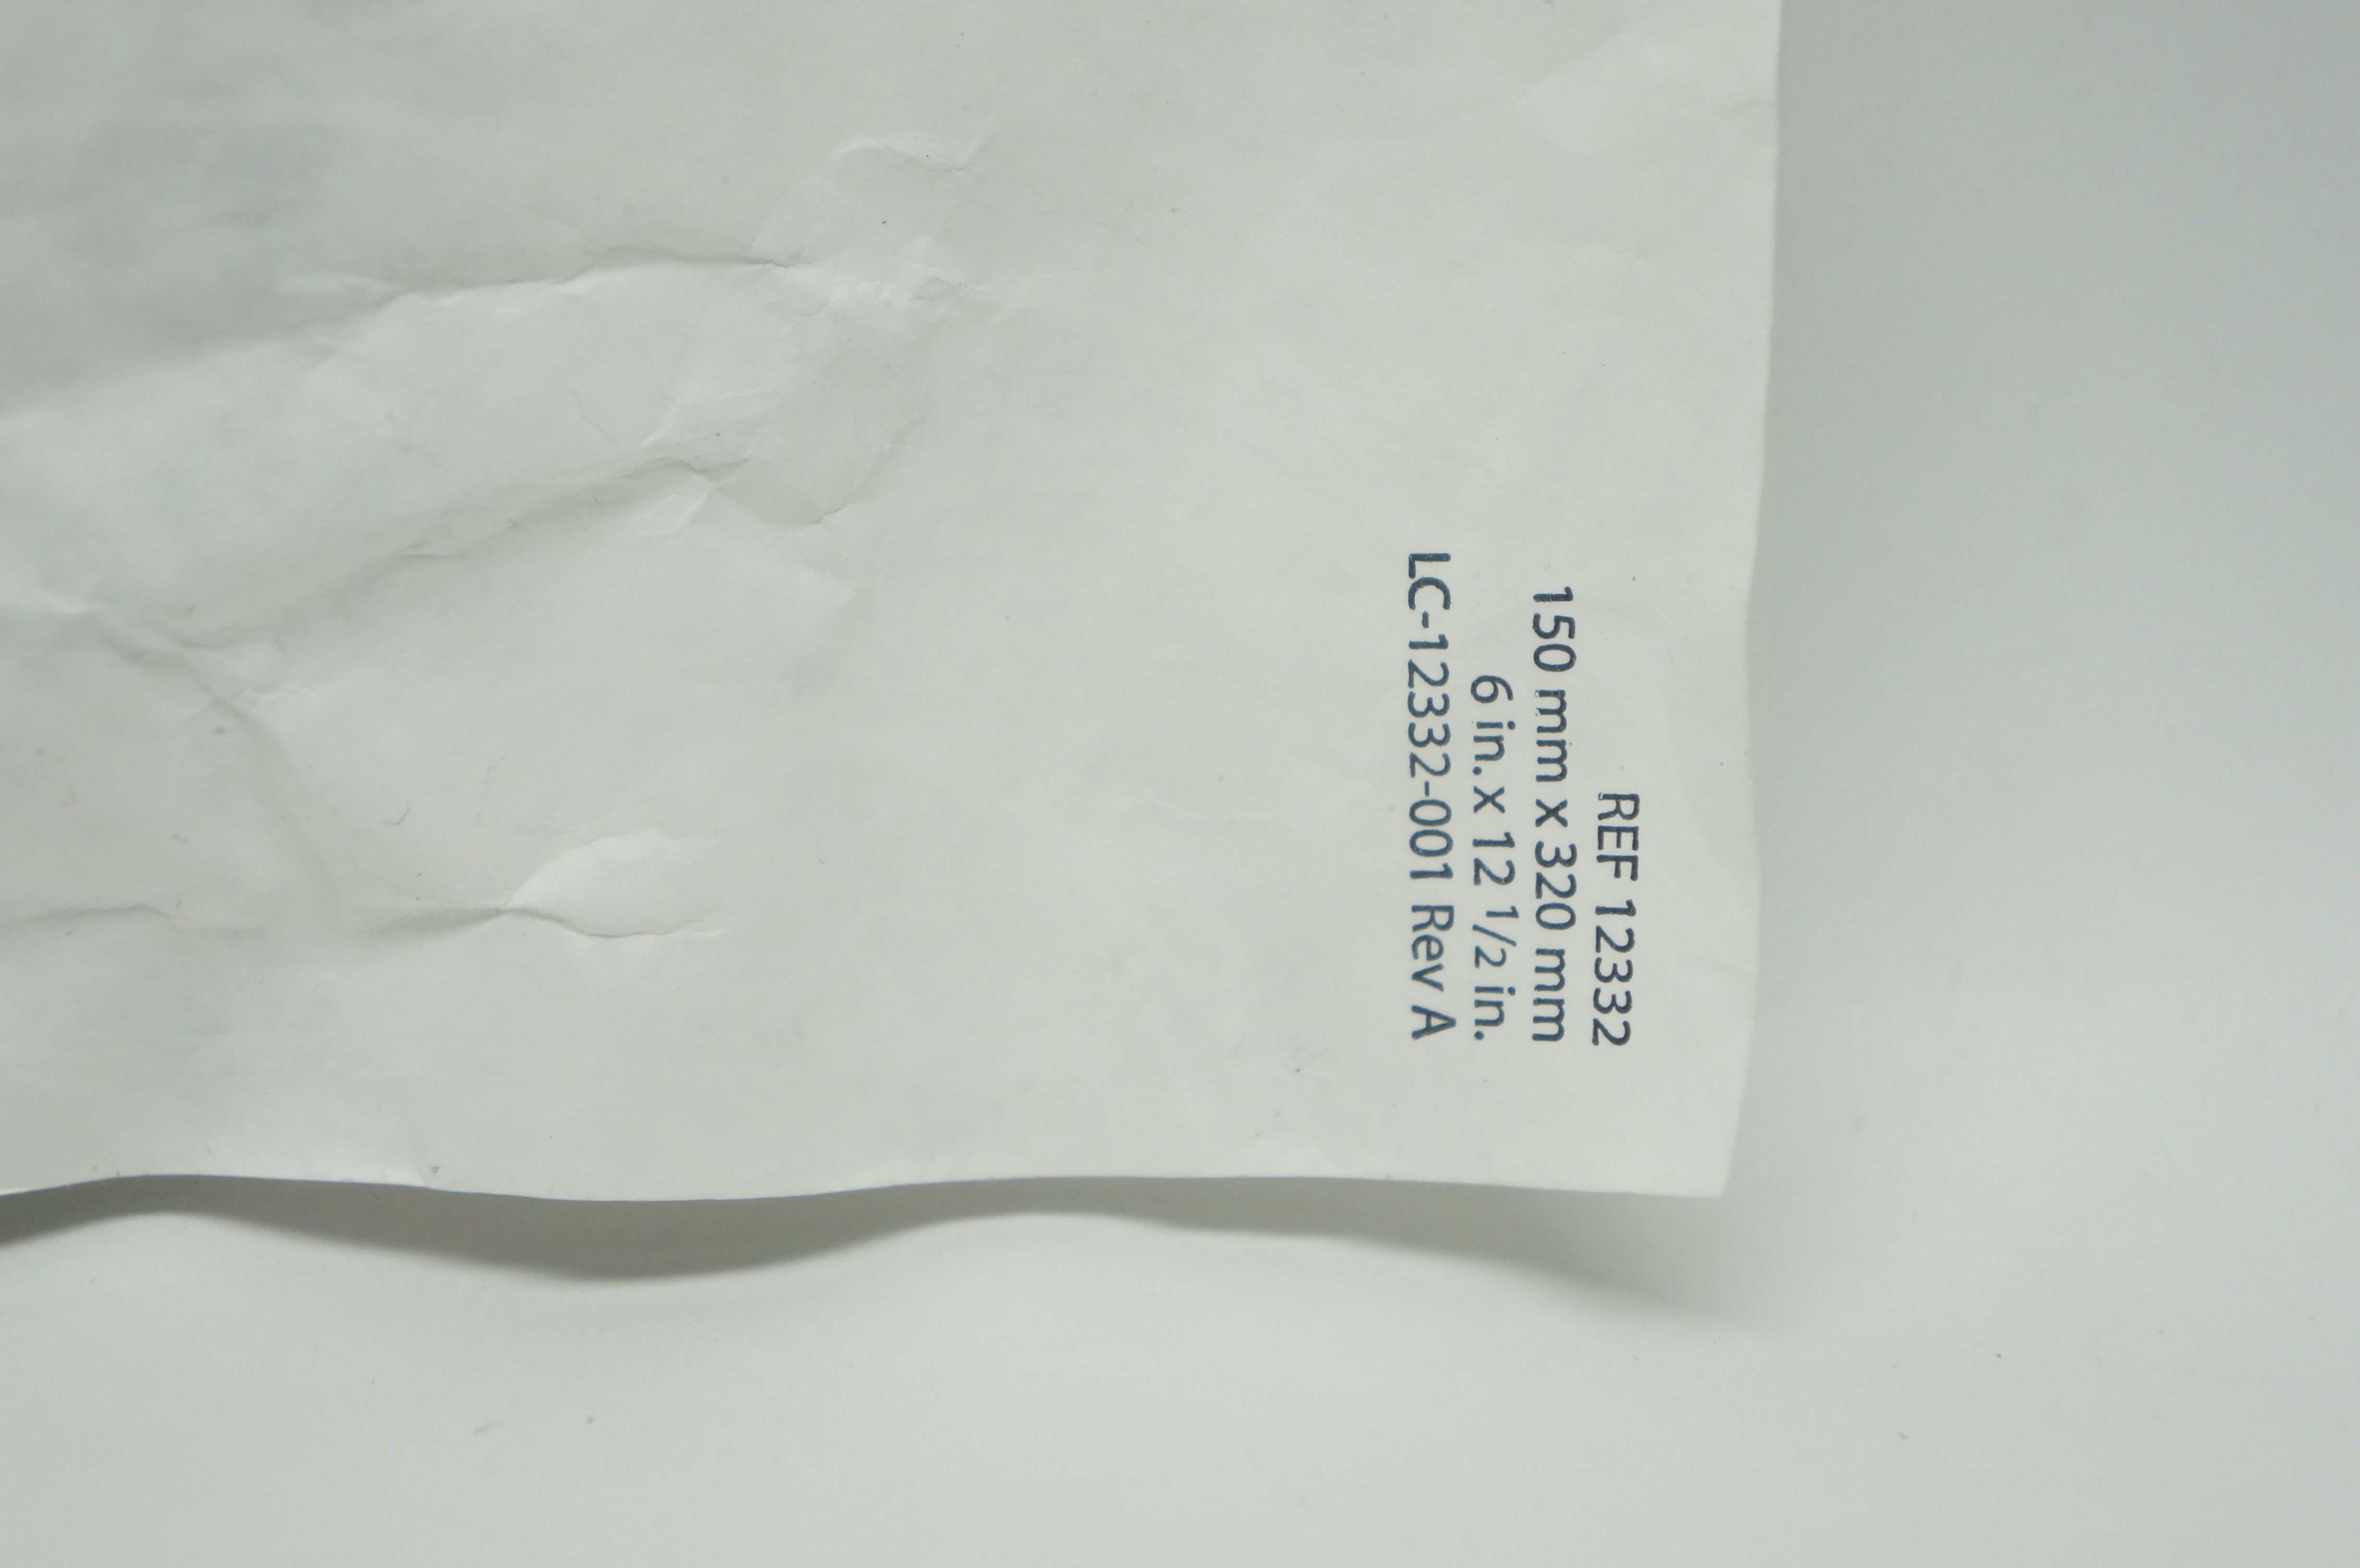 REF 12332
150 mm x 320 mm
6 in. x 12 1/2 in.
LC-12332-001 Rev A